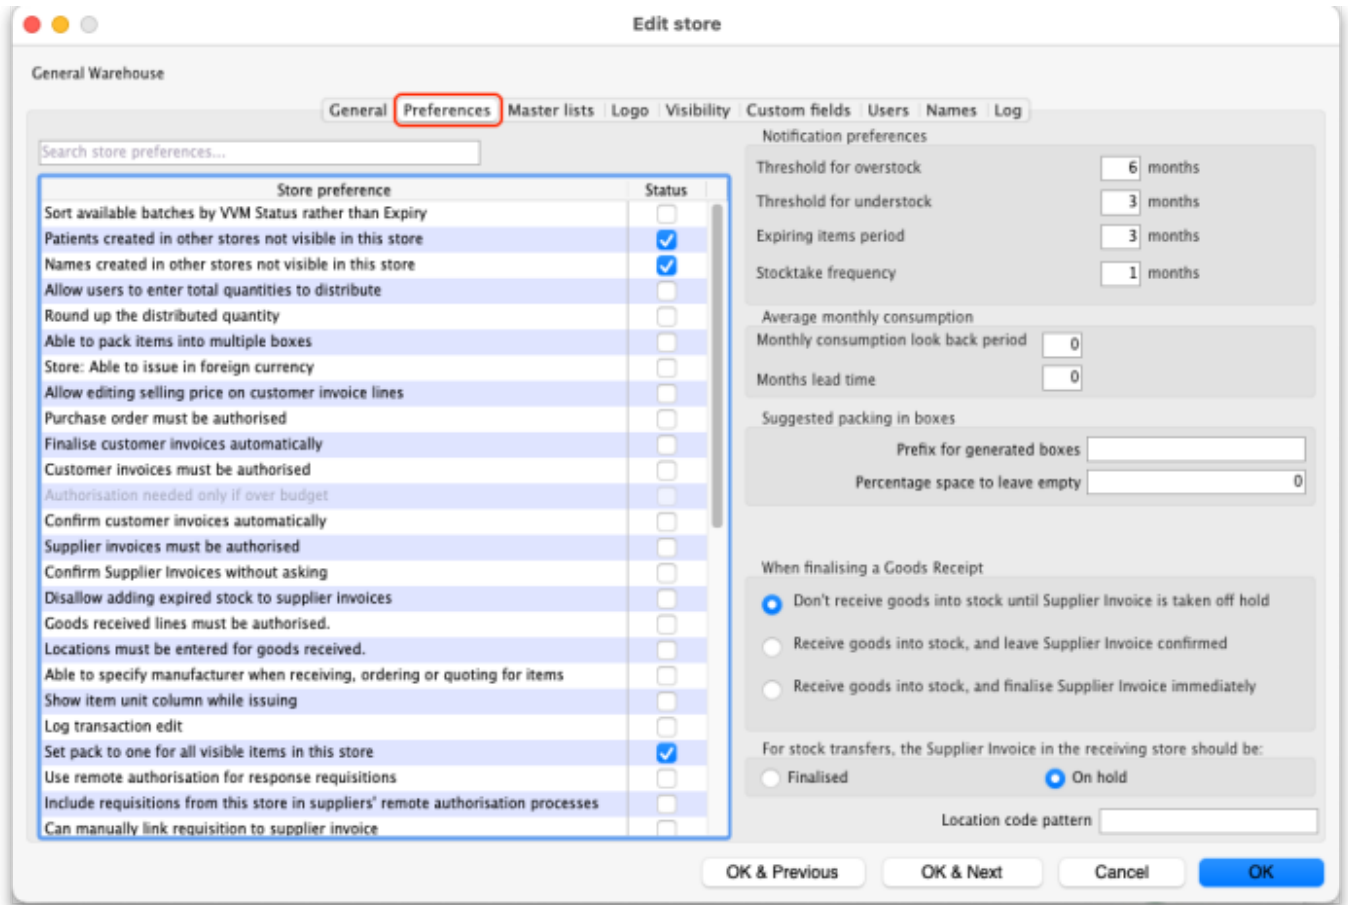 Edit store
General Warehouse
General Preferences Master lists Logo Visibility Custom fields Users Names Log
Search store preferences...
Store preference Status
Sort available batches by VVM Status rather than Expiry
Patients created in other stores not visible in this store
Names created in other stores not visible in this store
Allow users to enter total quantities to distribute
Round up the distributed quantity
Able to pack items into multiple boxes
Store: Able to issue in foreign currency
Allow editing selling price on customer invoice lines
Purchase order must be authorised
Finalise customer invoices automatically
Customer invoices must be authorised
Authorisation needed only if over budget
Confirm customer invoices automatically
Supplier invoices must be authorised
Confirm Supplier Invoices without asking
Disallow adding expired stock to supplier invoices
Goods received lines must be authorised.
Locations must be entered for goods received.
Able to specify manufacturer when receiving, ordering or quoting for items
Show item unit column while issuing
Log transaction edit
Set pack to one for all visible items in this store
Use remote authorisation for response requisitions
Include requisitions from this store in suppliers' remote authorisation processes
Can manually link requisition to supplier invoice
Notification preferences
Threshold for overstock 6 months
Threshold for understock 3 months
Expiring items period 3 months
Stocktake frequency 1 months
Average monthly consumption
Monthly consumption look back period 0
Months lead time 0
Suggested packing in boxes
Prefix for generated boxes
Percentage space to leave empty 0
When finalising a Goods Receipt
Don't receive goods into stock until Supplier Invoice is taken off hold
Receive goods into stock, and leave Supplier Invoice confirmed
Receive goods into stock, and finalise Supplier Invoice immediately
For stock transfers, the Supplier Invoice in the receiving store should be:
Finalised On hold
Location code pattern
OK & Previous OK & Next Cancel OK